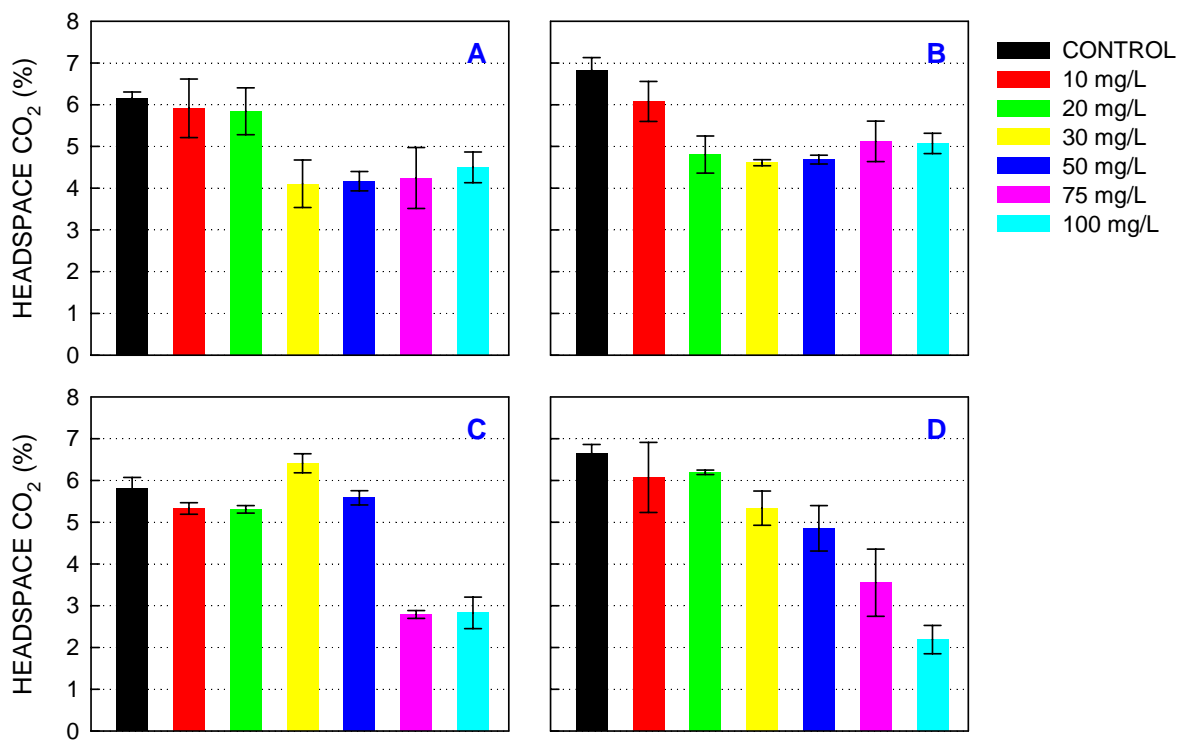 HEADSPACE CO₂ (%)
8
7
6
5
4
3
2
1
0
A
B
CONTROL
10 mg/L
20 mg/L
30 mg/L
50 mg/L
75 mg/L
100 mg/L
HEADSPACE CO₂ (%)
8
7
6
5
4
3
2
1
0
C
D